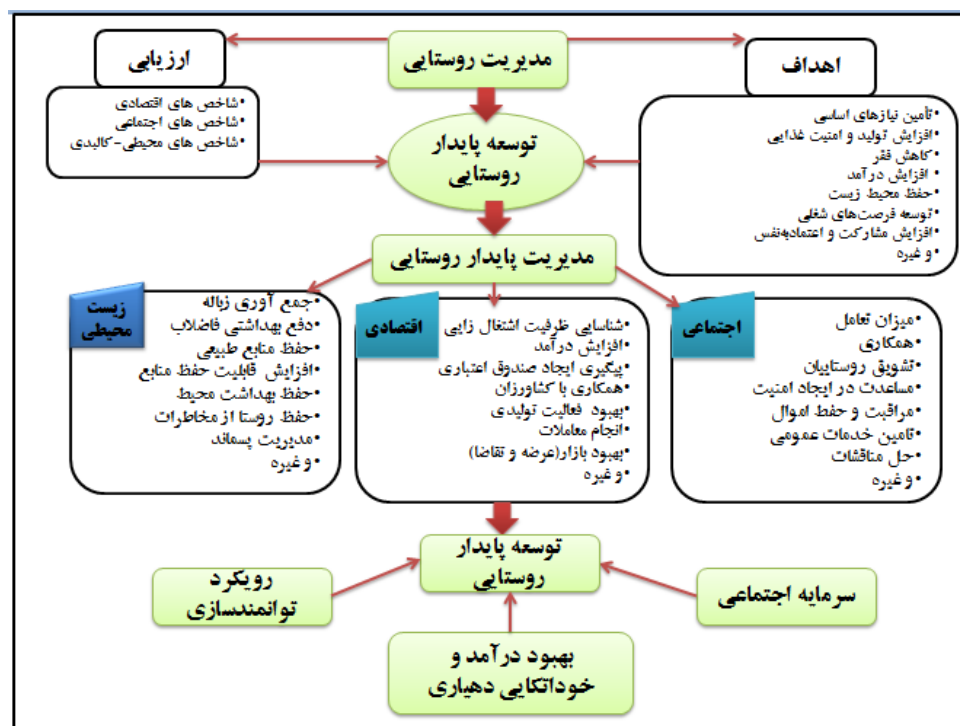 مدیریت روستایی
اهداف
ارزیابی
•تأمین نیازهای اساسی
•افزایش تولید و امنیت غذایی
•کاهش فقر
•افزایش درآمد
•حفظ محیط زیست
•توسعه فرصت‌های شغلی
•افزایش مشارکت و اعتمادبه‌نفس
•و غیره
•شاخص های اقتصادی
•شاخص های اجتماعی
•شاخص های محیطی-کالبدی
توسعه پایدار
روستایی
مدیریت پایدار روستایی
اجتماعی
•میزان تعامل
•همکاری
•تشویق روستاییان
•مساعدت در ایجاد امنیت
•مراقبت و حفط اموال
•تامین خدمات عمومی
•حل مناقشات
•و غیره
اقتصادی
•شناسایی ظرفیت اشتغال زایی
•افزایش درآمد
•پیگیری ایجاد صندوق اعتباری
•همکاری با کشاورزان
•بهبود فعالیت تولیدی
•انجام معاملات
•بهبود بازار(عرضه و تقاضا)
•و غیره
زیست
محیطی
•جمع آوری زباله
•دفع بهداشتی فاضلاب
•حفظ منابع طبیعی
•افزایش قابلیت حفظ منابع
•حفظ بهداشت محیط
•حفظ روستا از مخاطرات
•مدیریت پسماند
•و غیره
توسعه پایدار
روستایی
سرمایه اجتماعی
رویکرد
توانمندسازی
بهبود درآمد و
خوداتکایی دهیاری